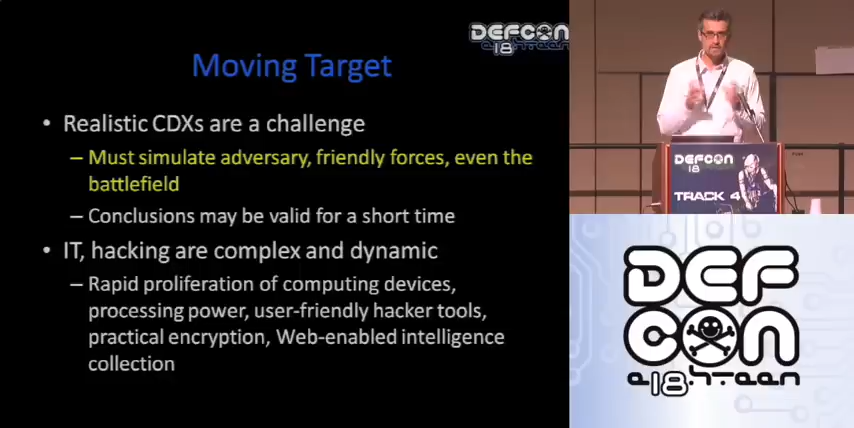 DEFCON
18
Moving Target
• Realistic CDXs are a challenge
– Must simulate adversary, friendly forces, even the
battlefield
– Conclusions may be valid for a short time
• IT, hacking are complex and dynamic
– Rapid proliferation of computing devices,
processing power, user-friendly hacker tools,
practical encryption, Web-enabled intelligence
collection
DEFCON
18
TRACK 4
DEF
CON
e18hteen